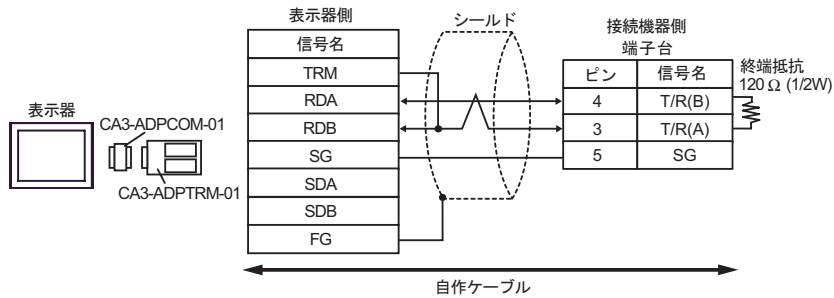 表示器
CA3-ADPCOM-01
CA3-ADPTRM-01
表示器側
信号名
TRM
RDA
RDB
SG
SDA
SDB
FG
シールド
接続機器側
端子台
ピン 信号名
4 T/R(B)
3 T/R(A)
5 SG
終端抵抗
120 Ω (1/2W)
自作ケーブル